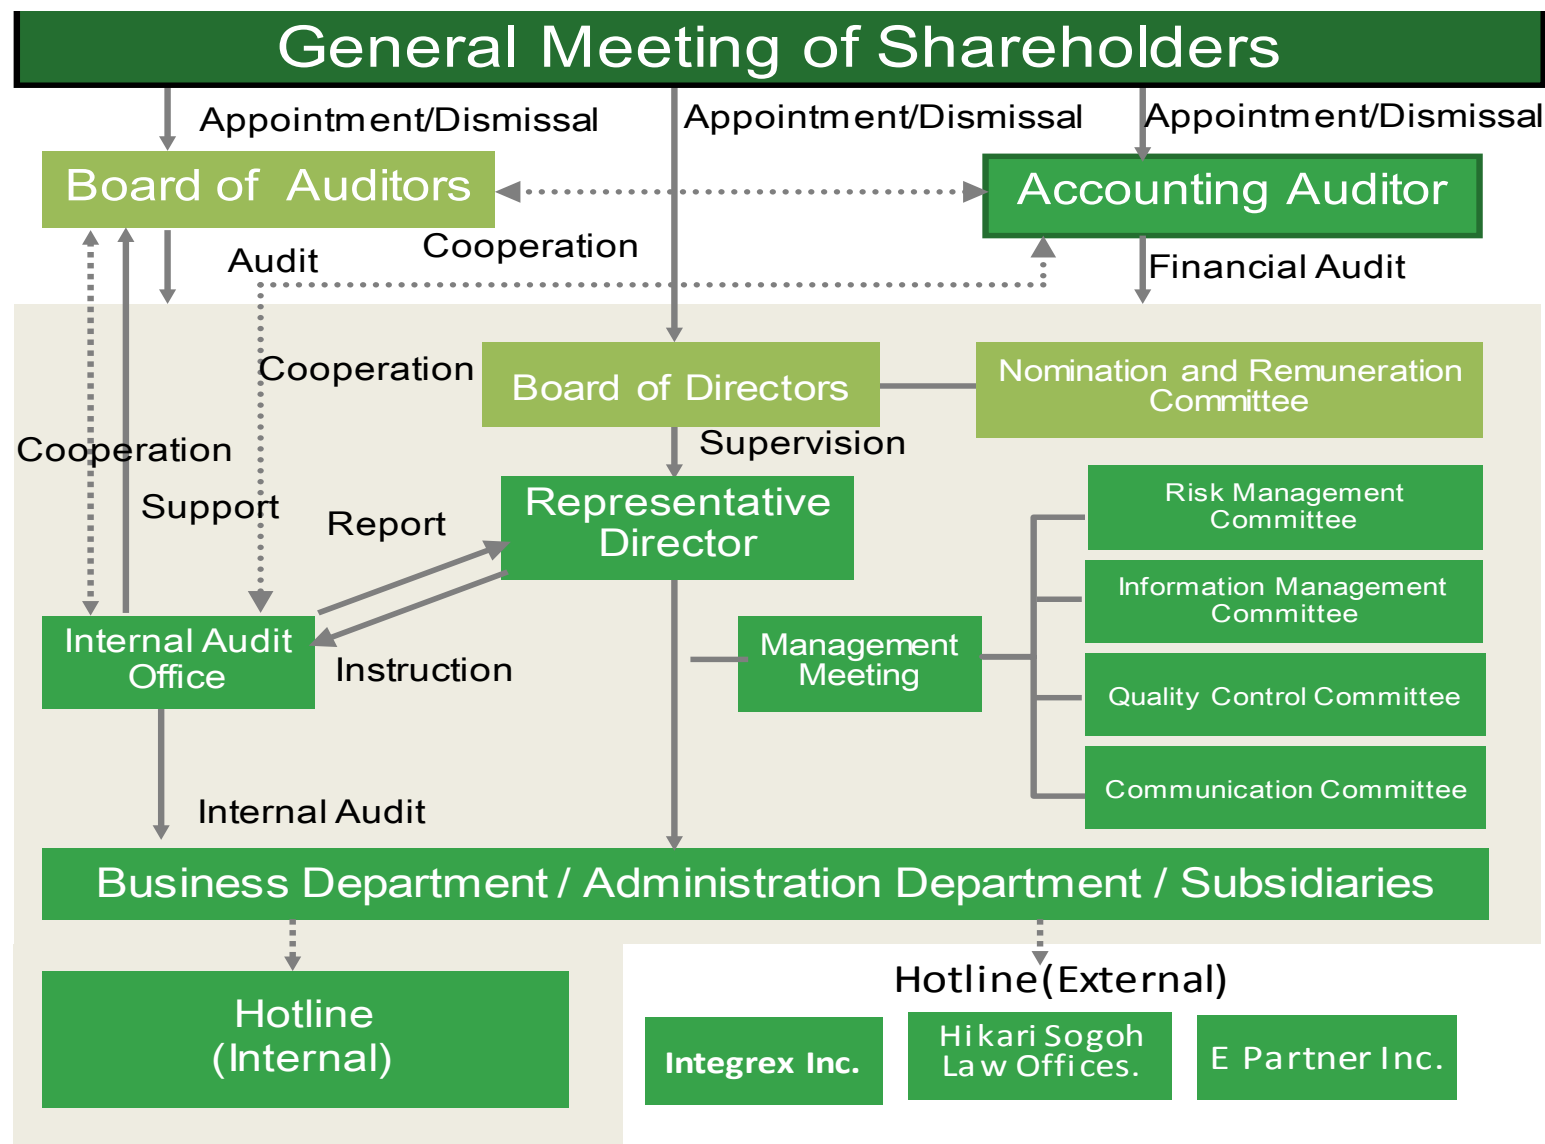 General Meeting of Shareholders
Appointment/Dismissal
Appointment/Dismissal
Appointment/Dismissal
Board of Auditors
Accounting Auditor
Cooperation
Audit
Financial Audit
Cooperation
Board of Directors
Nomination and Remuneration
Committee
Supervision
Cooperation
Support
Report
Representative
Director
Risk Management
Committee
Information Management
Committee
Internal Audit
Office
Instruction
Management
Meeting
Quality Control Committee
Communication Committee
Internal Audit
Business Department / Administration Department / Subsidiaries
Hotline
(Internal)
Hotline(External)
Integrex Inc.
Hikari Sogoh
Law Offices.
E Partner Inc.